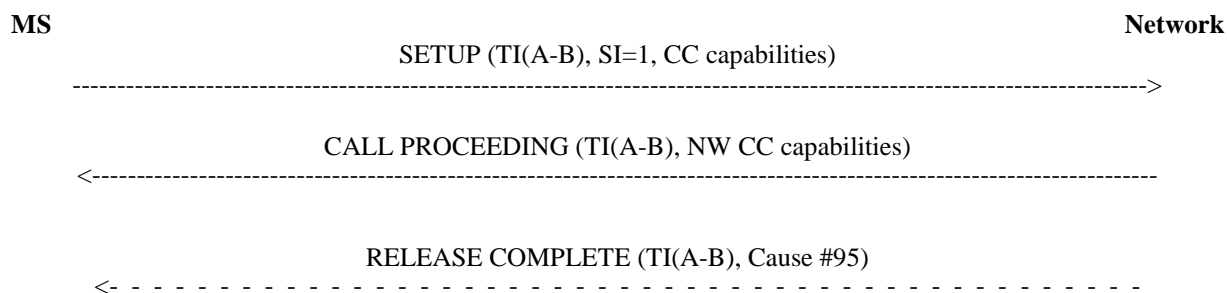 MS Network
SETUP (TI(A-B), SI=1, CC capabilities)
CALL PROCEEDING (TI(A-B), NW CC capabilities)
RELEASE COMPLETE (TI(A-B), Cause #95)